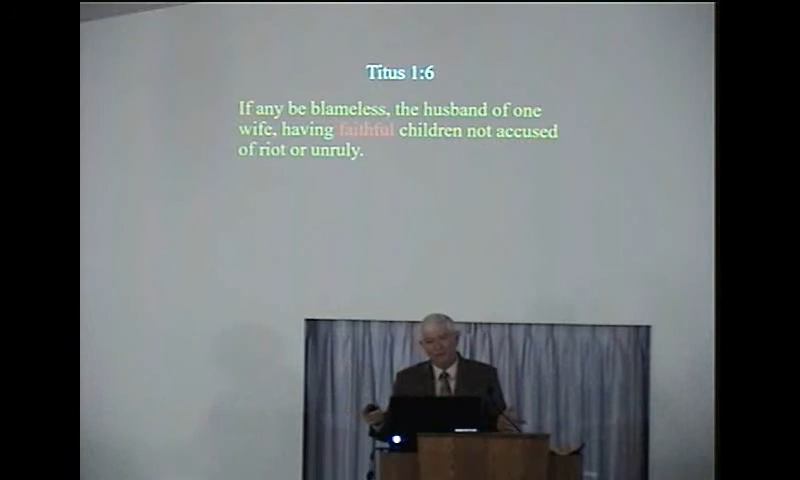 Titus 1:6
If any be blameless, the husband of one
wife, having faithful children not accused
of riot or unruly.